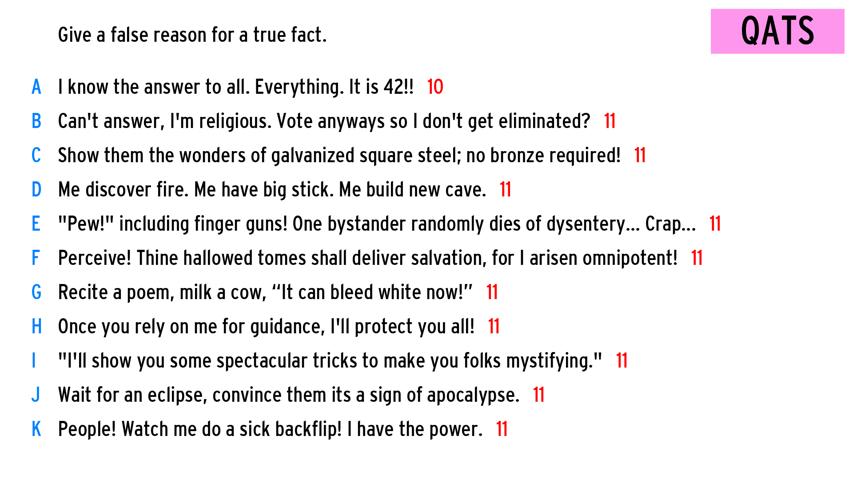 Give a false reason for a true fact.
QATS
A I know the answer to all. Everything. It is 42!! 10
B Can't answer, I'm religious. Vote anyways so I don't get eliminated? 11
C Show them the wonders of galvanized square steel; no bronze required! 11
D Me discover fire. Me have big stick. Me build new cave. 11
E "Pew!" including finger guns! One bystander randomly dies of dysentery... Crap... 11
F Perceive! Thine hallowed tomes shall deliver salvation, for I arisen omnipotent! 11
G Recite a poem, milk a cow, “It can bleed white now!” 11
H Once you rely on me for guidance, I'll protect you all! 11
I "I'll show you some spectacular tricks to make you folks mystifying." 11
J Wait for an eclipse, convince them its a sign of apocalypse. 11
K People! Watch me do a sick backflip! I have the power. 11